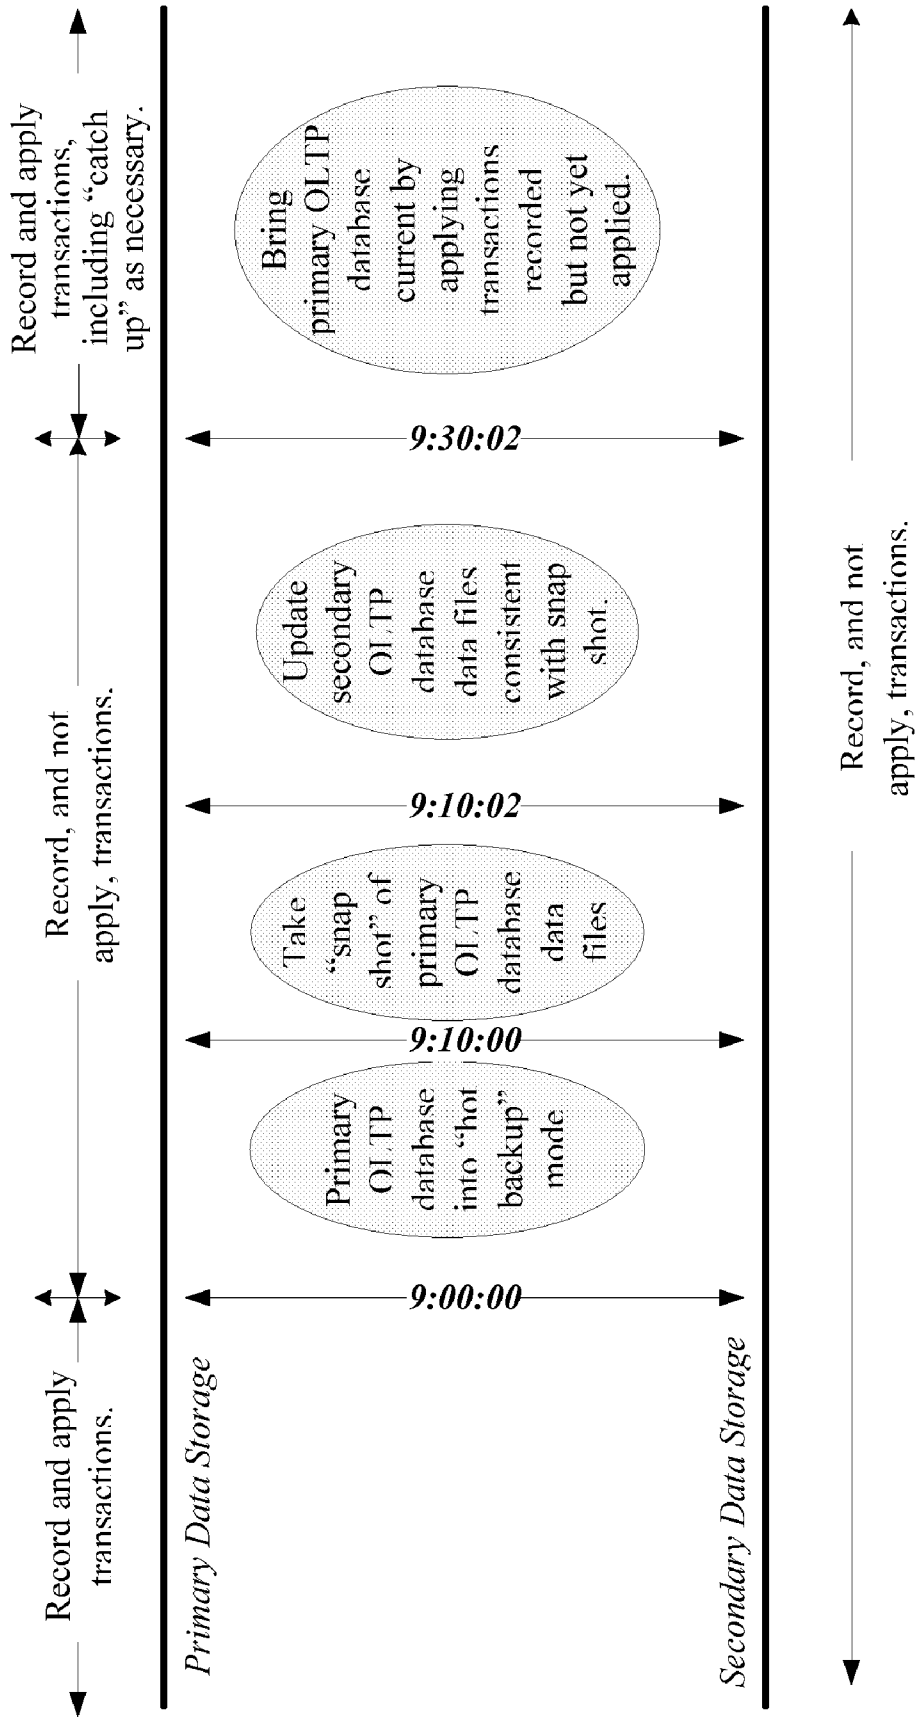 Record and apply
transactions.
Record, and not
apply, transactions.
Record and apply
transactions,
including “catch
up” as necessary.
Primary Data Storage
9:00:00
Primary
OLTP
database
into “hot
backup”
mode
9:10:00
Take
“snap
shot” of
primary
OLTP
database
data
files
9:10:02
Update
secondary
OLTP
database
data files
consistent
with snap
shot.
9:30:02
Bring
primary OLTP
database
current by
applying
transactions
recorded
but not yet
applied.
Secondary Data Storage
Record, and not
apply, transactions.